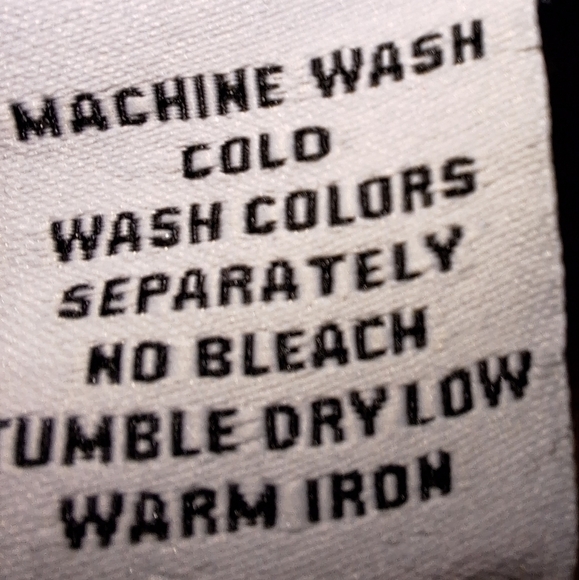 MACHINE WASH
COLD
WASH COLORS
SEPARATELY
NO BLEACH
TUMBLE DRY LOW
WARM IRON